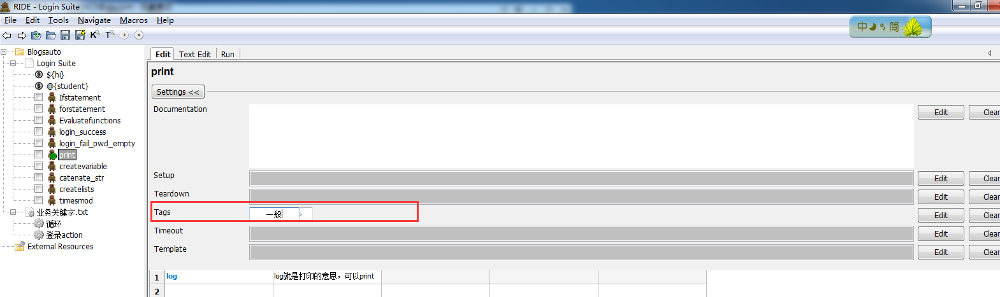 RIDE - Login Suite
File Edit Tools Navigate Macros Help
中 简
Blogsauto
Login Suite
${hi}
@{student}
Ifstatement
forstatement
Evaluatefunctions
login_success
login_fail_pwd_empty
print
createvariable
catenate_str
createlists
timesmod
业务关键字.txt
循环
登录action
External Resources
Edit Text Edit Run
print
Settings <<
Documentation Edit Clear
Setup Edit Clear
Teardown Edit Clear
Tags 一般 > Edit Clear
Timeout Edit Clear
Template Edit Clear
1 log log就是打印的意思，可以print
2